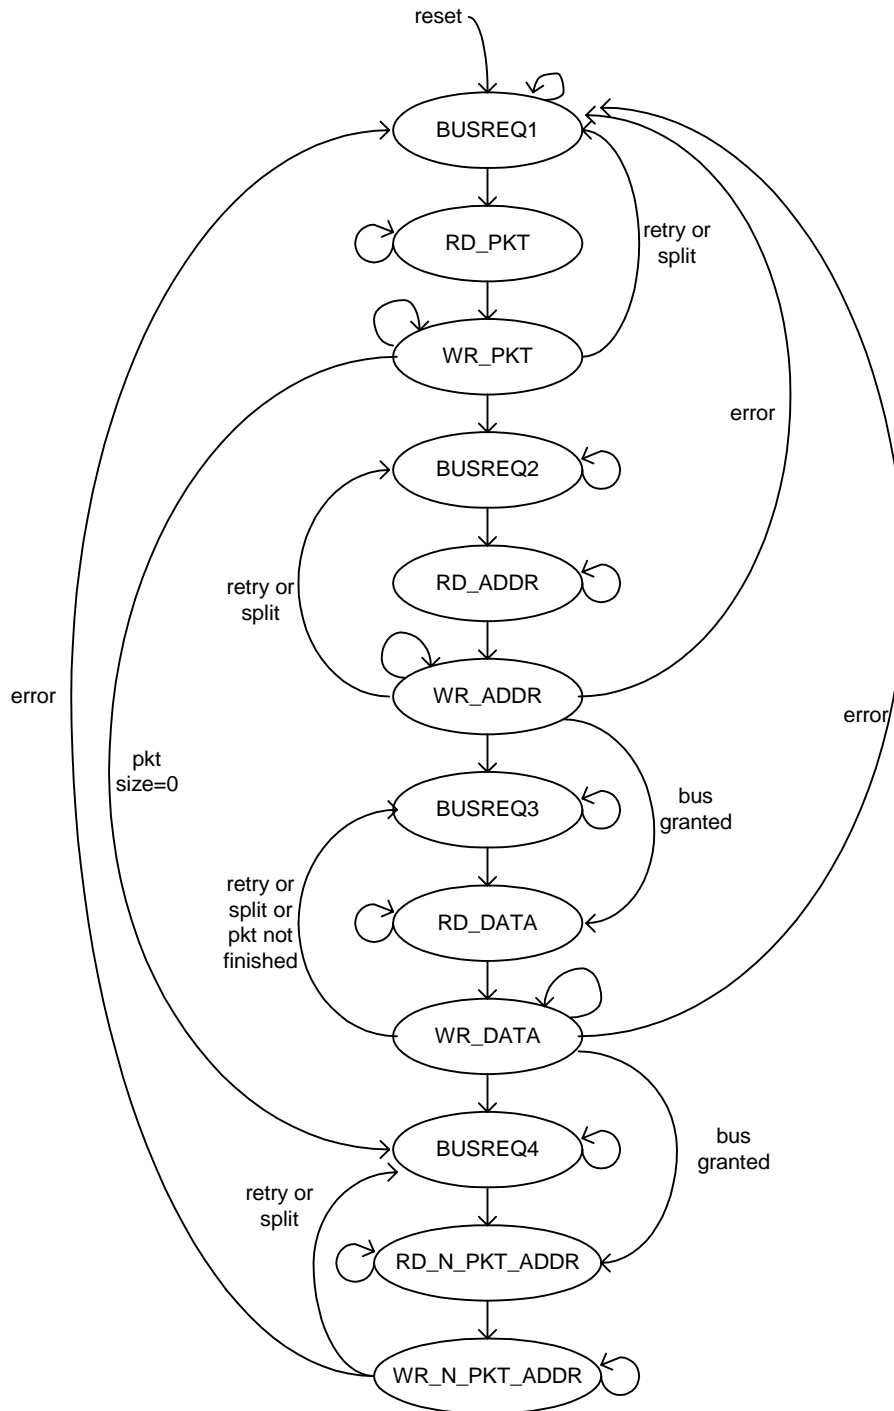 reset
BUSREQ1
RD_PKT
retry or
split
WR_PKT
error
BUSREQ2
RD_ADDR
retry or
split
WR_ADDR
error
error
pkt
size=0
BUSREQ3
bus
granted
retry or
split or
pkt not
finished
RD_DATA
WR_DATA
BUSREQ4
bus
granted
retry or
split
RD_N_PKT_ADDR
WR_N_PKT_ADDR